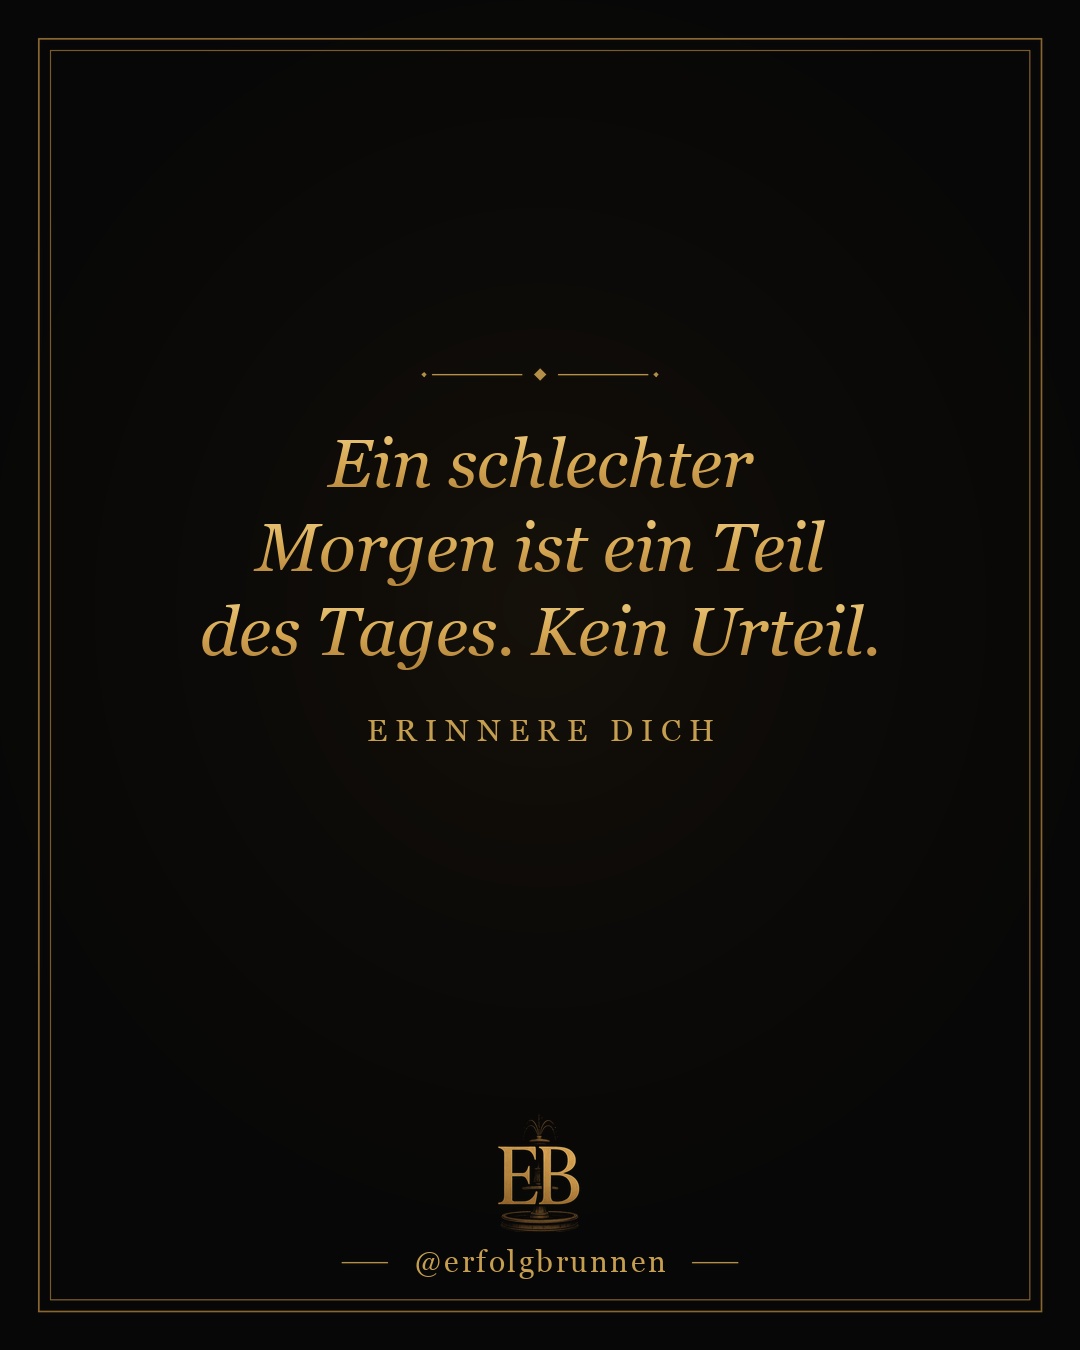 Ein schlechter
Morgen ist ein Teil
des Tages. Kein Urteil.
ERINNERE DICH
EB
@erfolgbrunnen